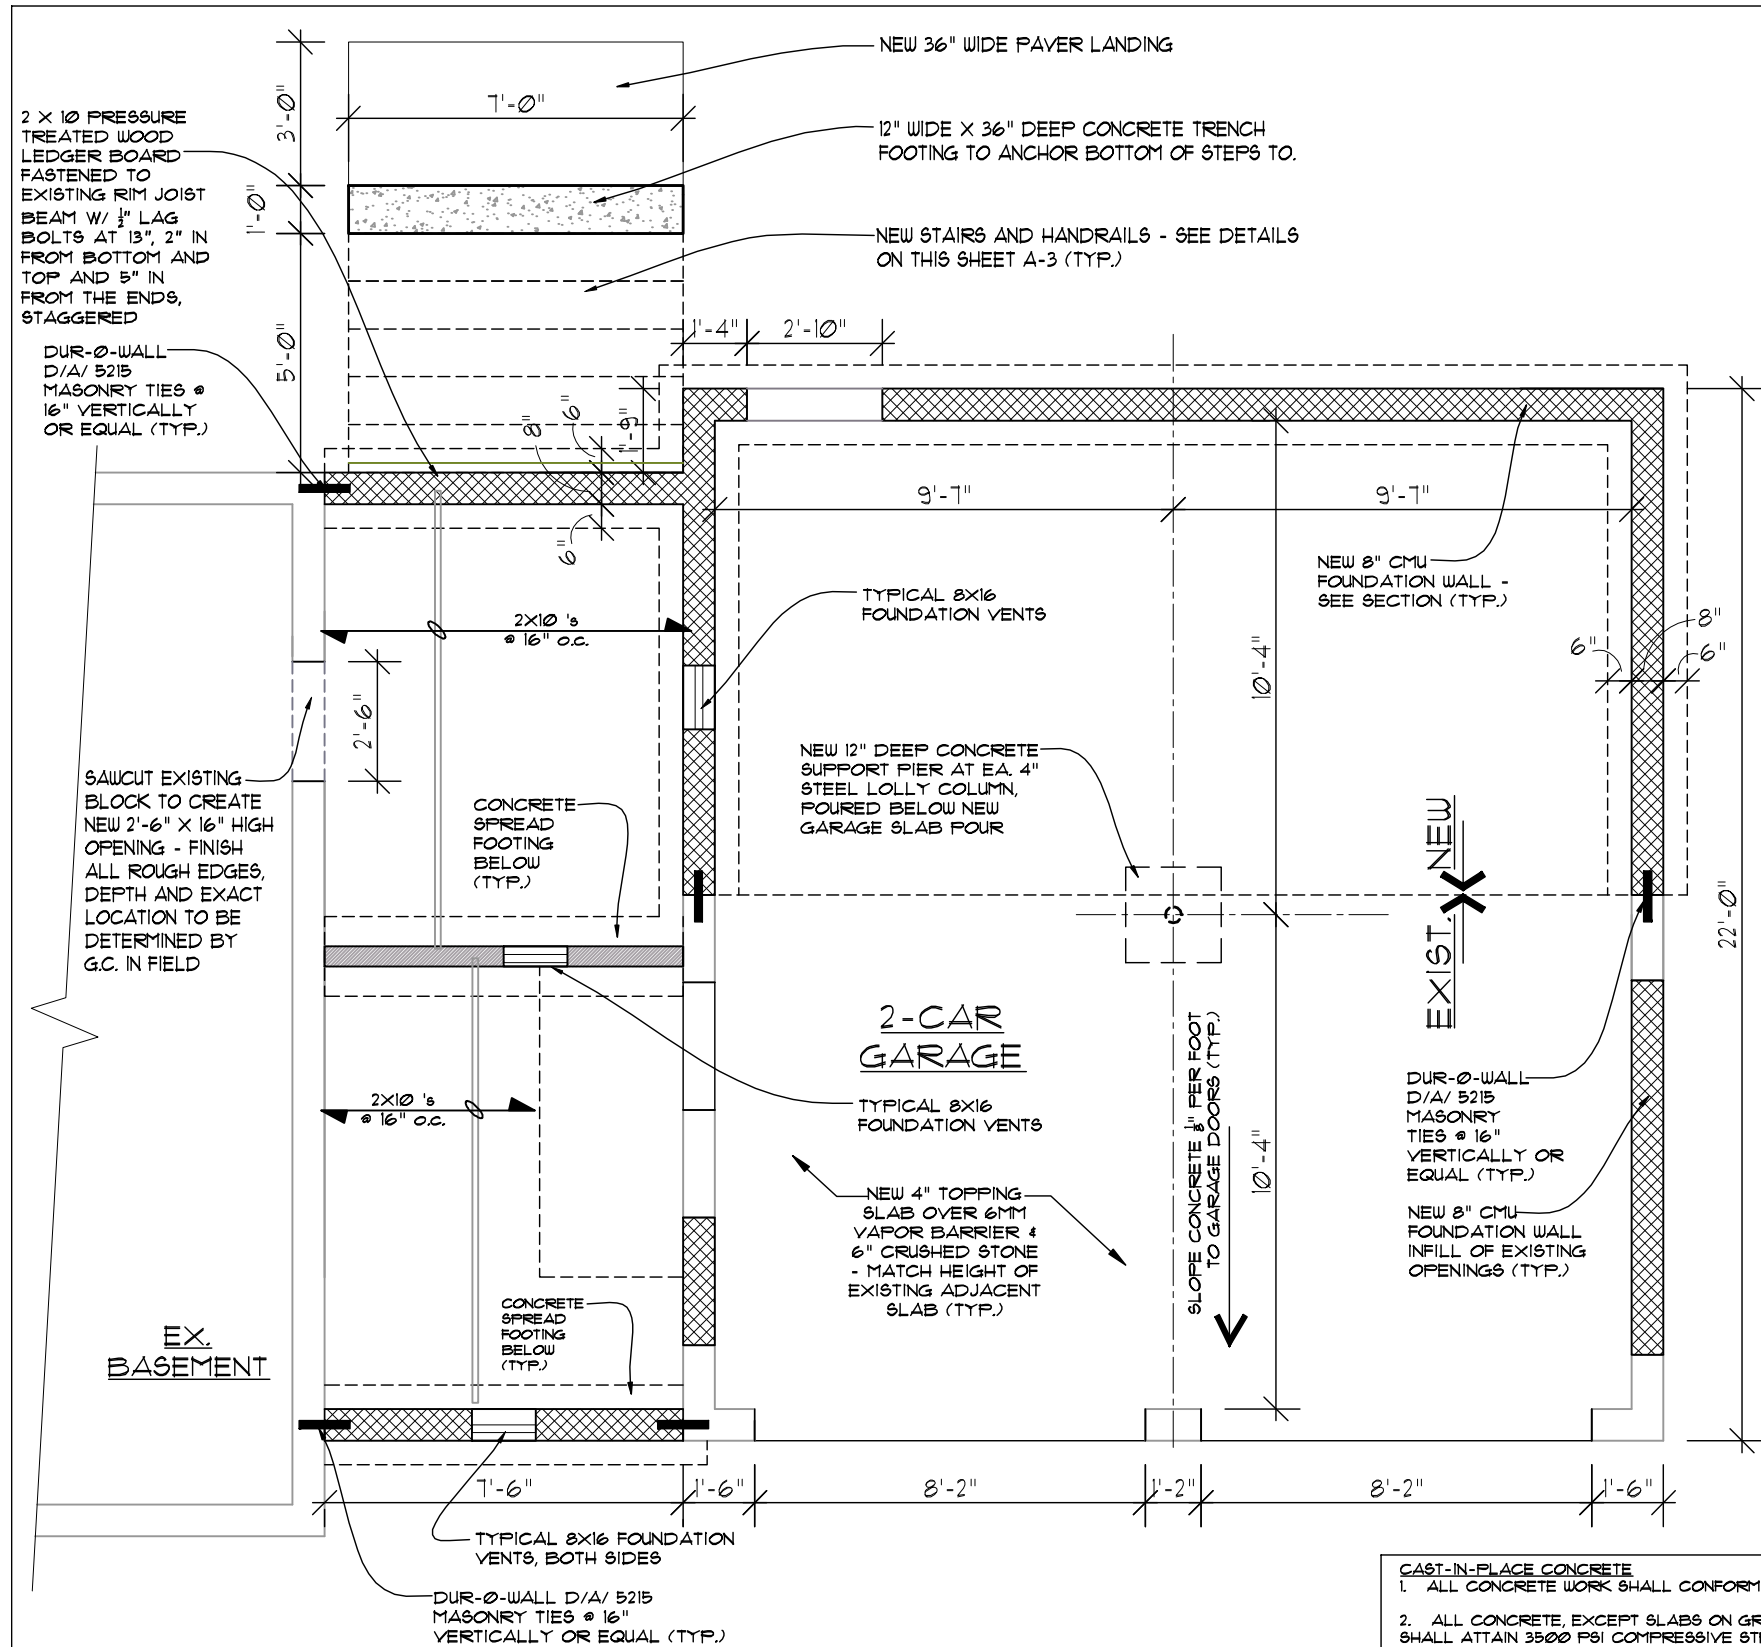 NEW 36" WIDE PAVER LANDING
3'-0"
7'-0"
2 X 10 PRESSURE
TREATED WOOD
LEDGER BOARD
FASTENED TO
EXISTING RIM JOIST
BEAM W/ 1/2" LAG
BOLTS AT 13", 2" IN
FROM BOTTOM AND
TOP AND 5" IN
FROM THE ENDS,
STAGGERED
12" WIDE X 36" DEEP CONCRETE TRENCH
FOOTING TO ANCHOR BOTTOM OF STEPS TO.
1'-0"
NEW STAIRS AND HANDRAILS - SEE DETAILS
ON THIS SHEET A-3 (TYP.)
5'-0"
1'-4"
2'-10"
DUR-O-WALL
D/A/ 5215
MASONRY TIES @
16" VERTICALLY
OR EQUAL (TYP.)
8"
6"
1'-9"
6"
9'-7"
9'-7"
NEW 8" CMU
FOUNDATION WALL -
SEE SECTION (TYP.)
TYPICAL 8X16
FOUNDATION VENTS
2X10 's
@ 16" O.C.
6"
8"
6"
10'-4"
2'-6"
SAWCUT EXISTING
BLOCK TO CREATE
NEW 2'-6" X 16" HIGH
OPENING - FINISH
ALL ROUGH EDGES,
DEPTH AND EXACT
LOCATION TO BE
DETERMINED BY
G.C. IN FIELD
CONCRETE
SPREAD
FOOTING
BELOW
(TYP.)
NEW 12" DEEP CONCRETE
SUPPORT PIER AT EA. 4"
STEEL LOLLY COLUMN,
POURED BELOW NEW
GARAGE SLAB POUR
NEW
EXIST.
22'-0"
2-CAR
GARAGE
2X10 's
@ 16" O.C.
TYPICAL 8X16
FOUNDATION VENTS
SLOPE CONCRETE 1/8" PER FOOT
TO GARAGE DOORS (TYP.)
10'-4"
DUR-O-WALL
D/A/ 5215
MASONRY
TIES @ 16"
VERTICALLY OR
EQUAL (TYP.)
NEW 4" TOPPING
SLAB OVER 6MM
VAPOR BARRIER &
6" CRUSHED STONE
- MATCH HEIGHT OF
EXISTING ADJACENT
SLAB (TYP.)
NEW 8" CMU
FOUNDATION WALL
INFILL OF EXISTING
OPENINGS (TYP.)
CONCRETE
SPREAD
FOOTING
BELOW
(TYP.)
EX.
BASEMENT
7'-6"
1'-6"
8'-2"
1'-2"
8'-2"
1'-6"
TYPICAL 8X16 FOUNDATION
VENTS, BOTH SIDES
DUR-O-WALL D/A/ 5215
MASONRY TIES @ 16"
VERTICALLY OR EQUAL (TYP.)
CAST-IN-PLACE CONCRETE
1. ALL CONCRETE WORK SHALL CONFORM
2. ALL CONCRETE, EXCEPT SLABS ON GR
SHALL ATTAIN 3500 PSI COMPRESSIVE ST